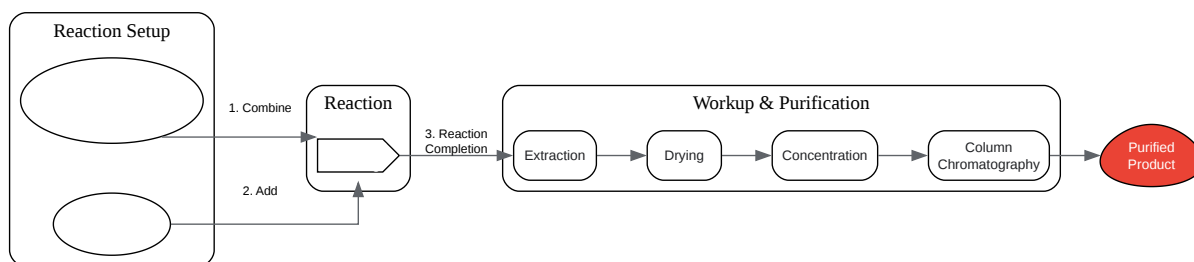 Reaction Setup
1. Combine
2. Add
Reaction
3. Reaction
Completion
Workup & Purification
Extraction
Drying
Concentration
Column
Chromatography
Purified
Product